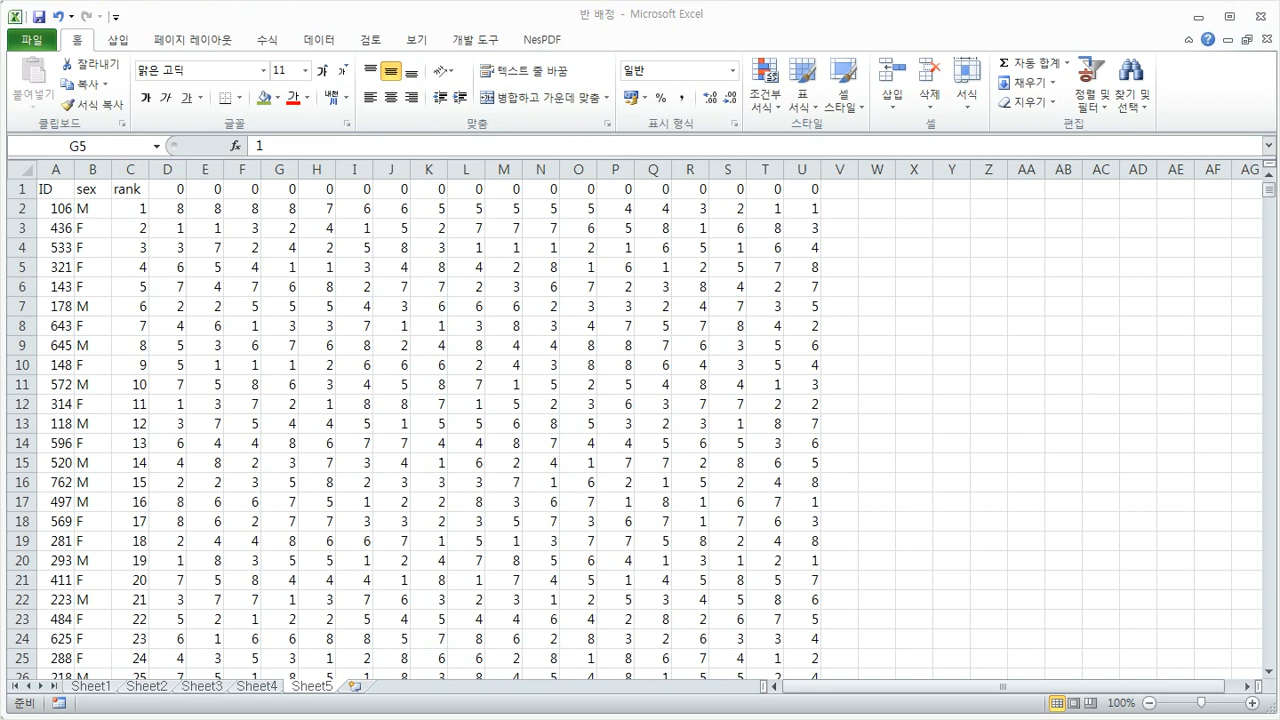 반 배정 - Microsoft Excel
파일 홈 삽입 페이지 레이아웃 수식 데이터 검토 보기 개발 도구 NesPDF
붙여넣기 잘라내기 복사 서식 복사 클립보드
맑은 고딕 11 가 가 가 내천 글꼴
텍스트 줄 바꿈 병합하고 가운데 맞춤 맞춤
일반 % , 표시 형식
조건부 서식 표 서식 셀 스타일 스타일
삽입 삭제 서식 셀
자동 합계 채우기 지우기 정렬 및 필터 찾기 및 선택 편집
G5 fx 1
A B C D E F G H I J K L M N O P Q R S T U V W X Y Z AA AB AC AD AE AF AG
1 ID sex rank 0 0 0 0 0 0 0 0 0 0 0 0 0 0 0 0 0 0
2 106 M 1 8 8 8 8 7 6 6 5 5 5 5 5 4 4 3 2 1 1
3 436 F 2 1 1 3 2 4 1 5 2 7 7 7 6 5 8 1 6 8 3
4 533 F 3 3 7 2 4 2 5 8 3 1 1 1 2 1 6 5 1 6 4
5 321 F 4 6 5 4 1 1 3 4 8 4 2 8 1 6 1 2 5 7 8
6 143 F 5 7 4 7 6 8 2 7 7 2 3 6 7 2 3 8 4 2 7
7 178 M 6 2 2 5 5 5 4 3 6 6 6 2 3 3 2 4 7 3 5
8 643 F 7 4 6 1 3 3 7 1 1 3 8 3 4 7 5 7 8 4 2
9 645 M 8 5 3 6 7 6 8 2 4 8 4 4 8 8 7 6 3 5 6
10 148 F 9 5 1 1 1 2 6 6 6 2 4 3 8 8 6 4 3 5 4
11 572 M 10 7 5 8 6 3 4 5 8 7 1 5 2 5 4 8 4 1 3
12 314 F 11 1 3 7 2 1 8 8 7 1 5 2 3 6 3 7 7 2 2
13 118 M 12 3 7 5 4 4 5 1 5 5 6 8 5 3 2 3 1 8 7
14 596 F 13 6 4 4 8 6 7 7 4 4 8 7 4 4 5 6 5 3 6
15 520 M 14 4 8 2 3 7 3 4 1 6 2 4 1 7 7 2 8 6 5
16 762 M 15 2 2 3 5 8 2 3 3 3 7 1 6 2 1 5 2 4 8
17 497 M 16 8 6 6 7 5 1 2 2 8 3 6 7 1 8 1 6 7 1
18 569 F 17 8 6 2 7 7 3 3 2 3 5 7 3 6 7 1 7 6 3
19 281 F 18 2 4 4 8 6 6 7 1 5 1 3 7 7 5 8 2 4 8
20 293 M 19 1 8 3 5 5 1 2 4 7 8 5 6 4 1 3 1 2 1
21 411 F 20 7 5 8 4 4 4 1 8 1 7 4 5 1 4 5 8 5 7
22 223 M 21 3 7 7 1 3 7 6 3 2 3 1 2 5 3 4 5 8 6
23 484 F 22 5 2 1 2 2 5 4 5 4 4 6 4 2 8 2 6 7 5
24 625 F 23 6 1 6 6 8 8 5 7 8 6 2 8 3 2 6 3 3 4
25 288 F 24 4 3 5 3 1 2 8 6 6 2 8 1 8 6 7 4 1 2
Sheet1 Sheet2 Sheet3 Sheet4 Sheet5
준비 100%